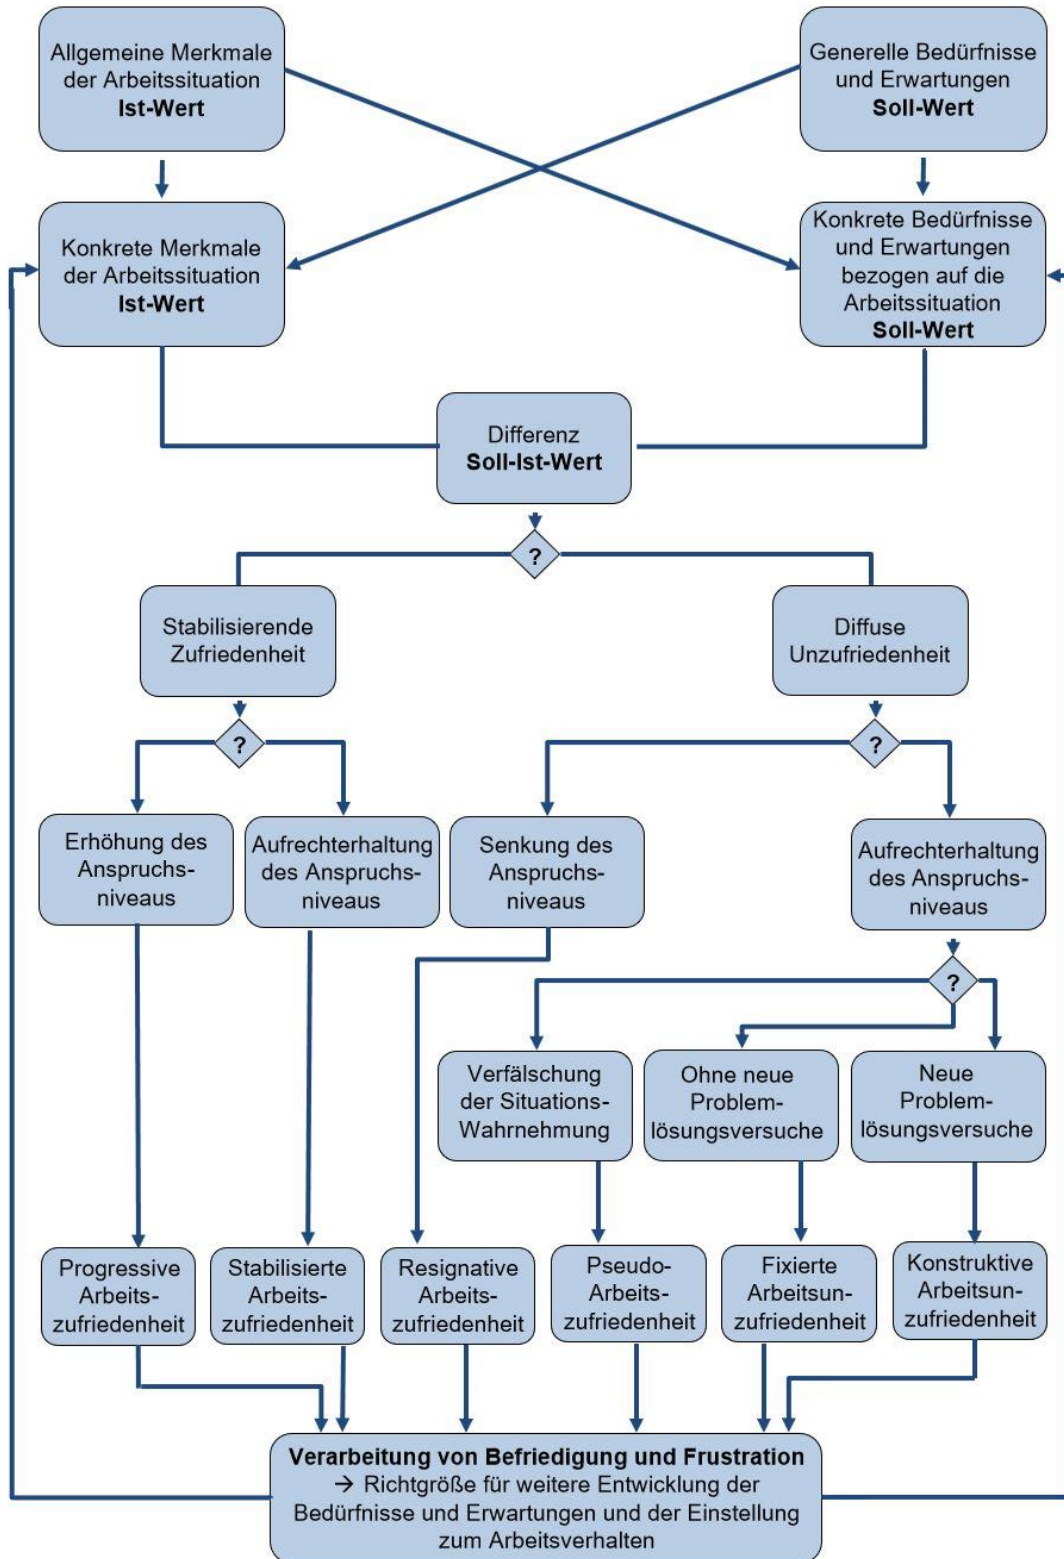 Allgemeine Merkmale
der Arbeitssituation
Ist-Wert
Generelle Bedürfnisse
und Erwartungen
Soll-Wert
Konkrete Merkmale
der Arbeitssituation
Ist-Wert
Konkrete Bedürfnisse
und Erwartungen
bezogen auf die
Arbeitssituation
Soll-Wert
Differenz
Soll-Ist-Wert
?
Stabilisierende
Zufriedenheit
Diffuse
Unzufriedenheit
?
?
Erhöhung des
Anspruchs-
niveaus
Aufrechterhaltung
des Anspruchs-
niveaus
Senkung des
Anspruchs-
niveaus
Aufrechterhaltung
des Anspruchs-
niveaus
?
Verfälschung
der Situations-
Wahrnehmung
Ohne neue
Problem-
lösungsversuche
Neue
Problem-
lösungsversuche
Progressive
Arbeits-
zufriedenheit
Stabilisierte
Arbeits-
zufriedenheit
Resignative
Arbeits-
zufriedenheit
Pseudo-
Arbeits-
zufriedenheit
Fixierte
Arbeitsun-
zufriedenheit
Konstruktive
Arbeitsun-
zufriedenheit
Verarbeitung von Befriedigung und Frustration
→ Richtgröße für weitere Entwicklung der
Bedürfnisse und Erwartungen und der Einstellung
zum Arbeitsverhalten